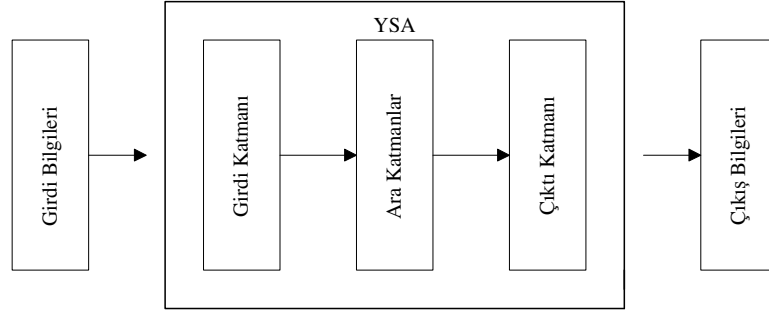 YSA
Girdi Bilgileri
Girdi Katmanı
Ara Katmanlar
Çıktı Katmanı
Çıkış Bilgileri